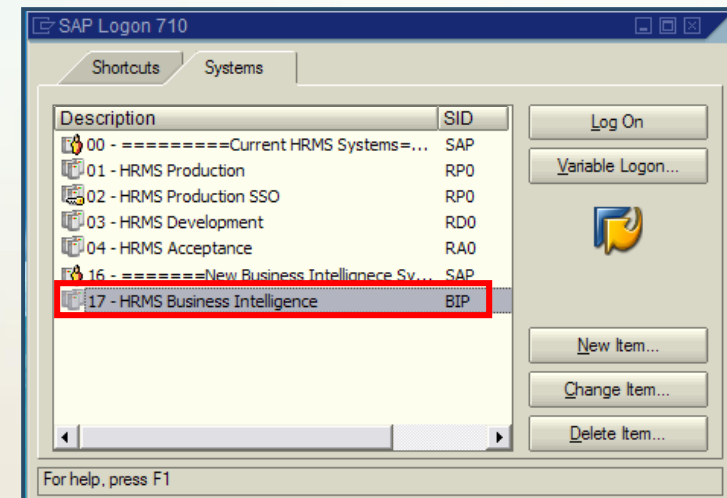 SAP Logon 710
Shortcuts Systems
Description SID
00 - =========Current HRMS Systems=... SAP
01 - HRMS Production RP0
02 - HRMS Production SSO RP0
03 - HRMS Development RD0
04 - HRMS Acceptance RA0
16 - =======New Business Intellignece Sy... SAP
17 - HRMS Business Intelligence BIP
Log On
Variable Logon...
New Item...
Change Item...
Delete Item...
For help, press F1